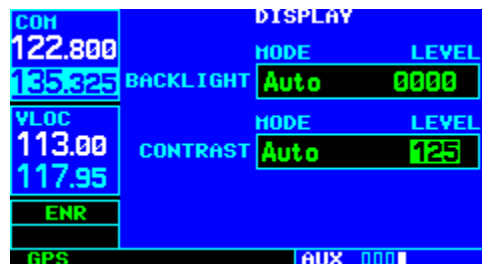 COM
122.800
135.325
VLOC
113.00
117.95
ENR
GPS
DISPLAY
MODE LEVEL
BACKLIGHT Auto 0000
MODE LEVEL
CONTRAST Auto 125
AUX